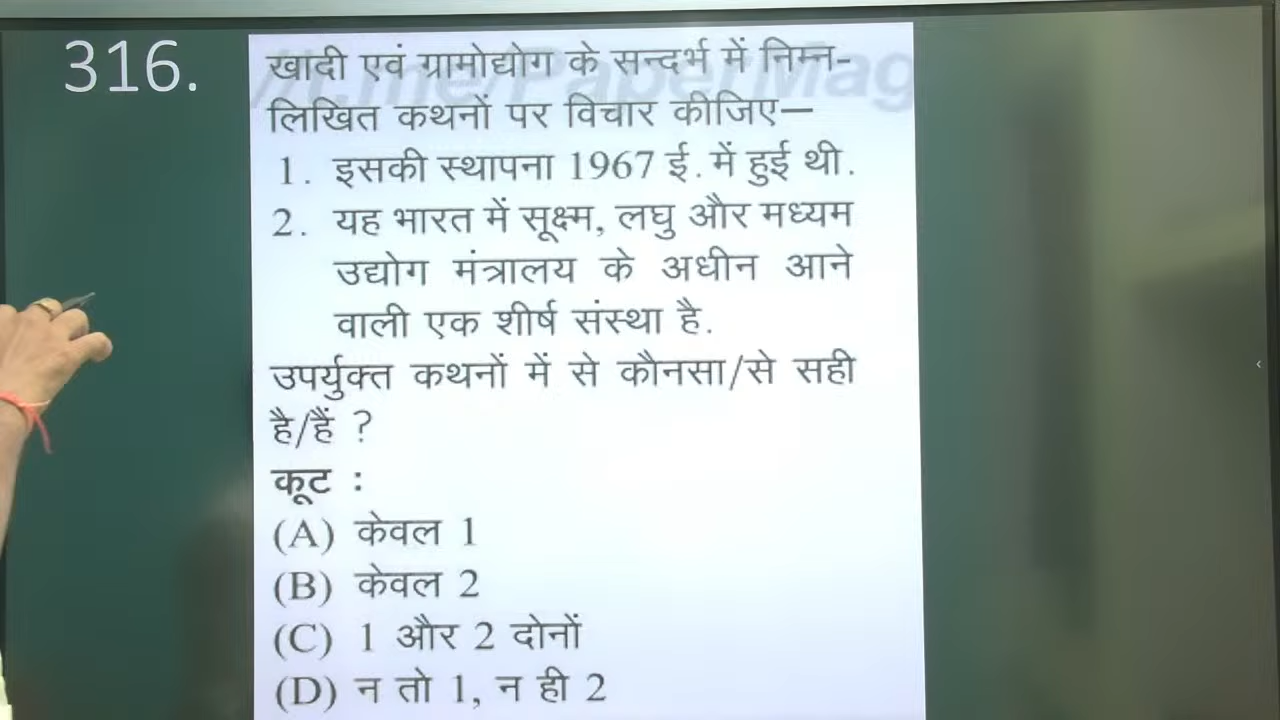 316.
खादी एवं ग्रामोद्योग के सन्दर्भ में निम्न-
लिखित कथनों पर विचार कीजिए—
1. इसकी स्थापना 1967 ई. में हुई थी.
2. यह भारत में सूक्ष्म, लघु और मध्यम
उद्योग मंत्रालय के अधीन आने
वाली एक शीर्ष संस्था है.
उपर्युक्त कथनों में से कौनसा/से सही
है/हैं ?
कूट :
(A) केवल 1
(B) केवल 2
(C) 1 और 2 दोनों
(D) न तो 1, न ही 2